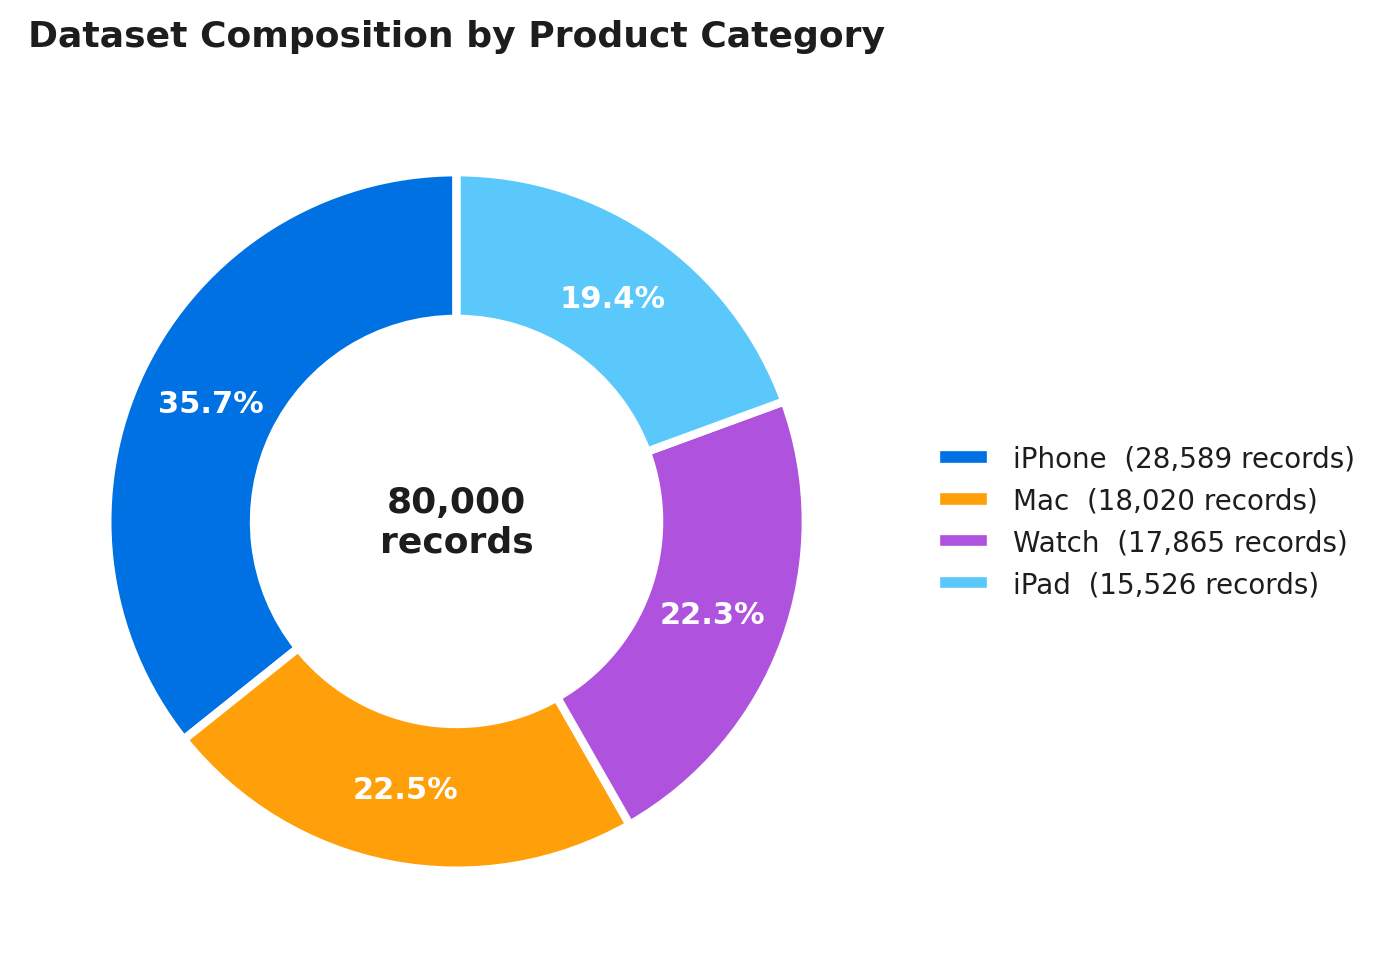 Dataset Composition by Product Category
19.4%
35.7%
80,000
records
22.3%
22.5%
iPhone  (28,589 records)
Mac  (18,020 records)
Watch  (17,865 records)
iPad  (15,526 records)